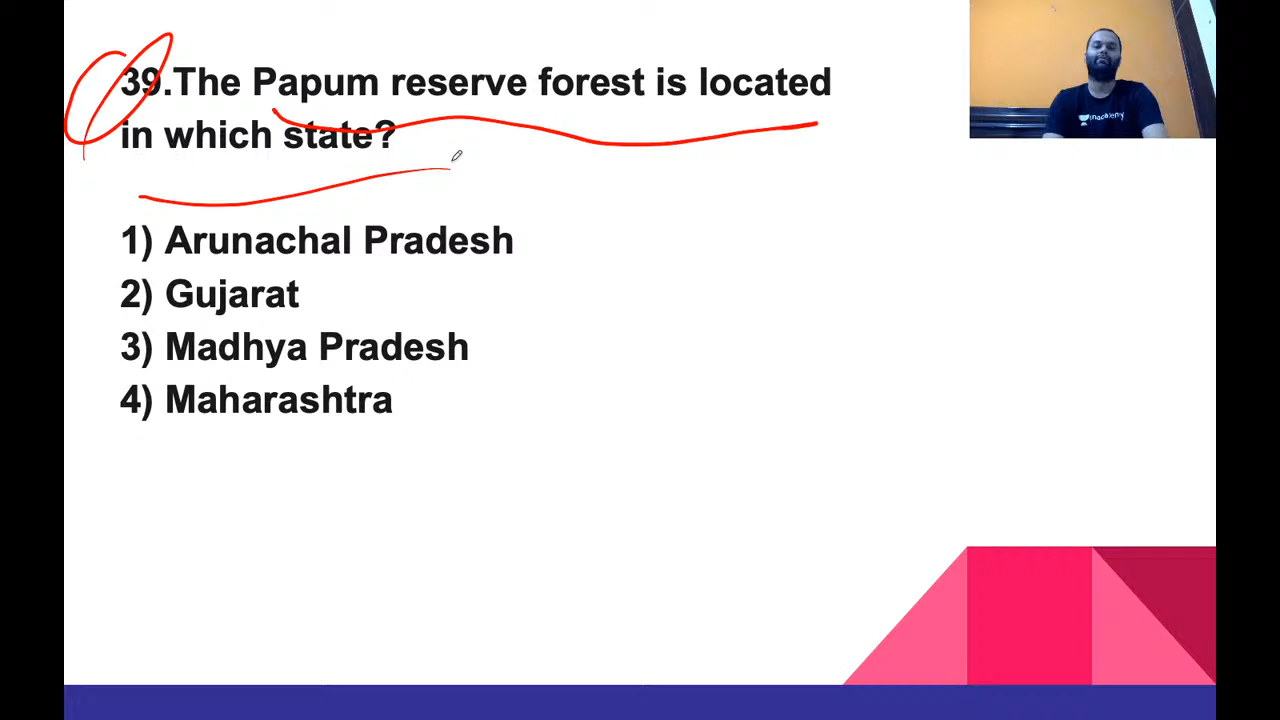 39.The Papum reserve forest is located
in which state?
1) Arunachal Pradesh
2) Gujarat
3) Madhya Pradesh
4) Maharashtra
unacademy